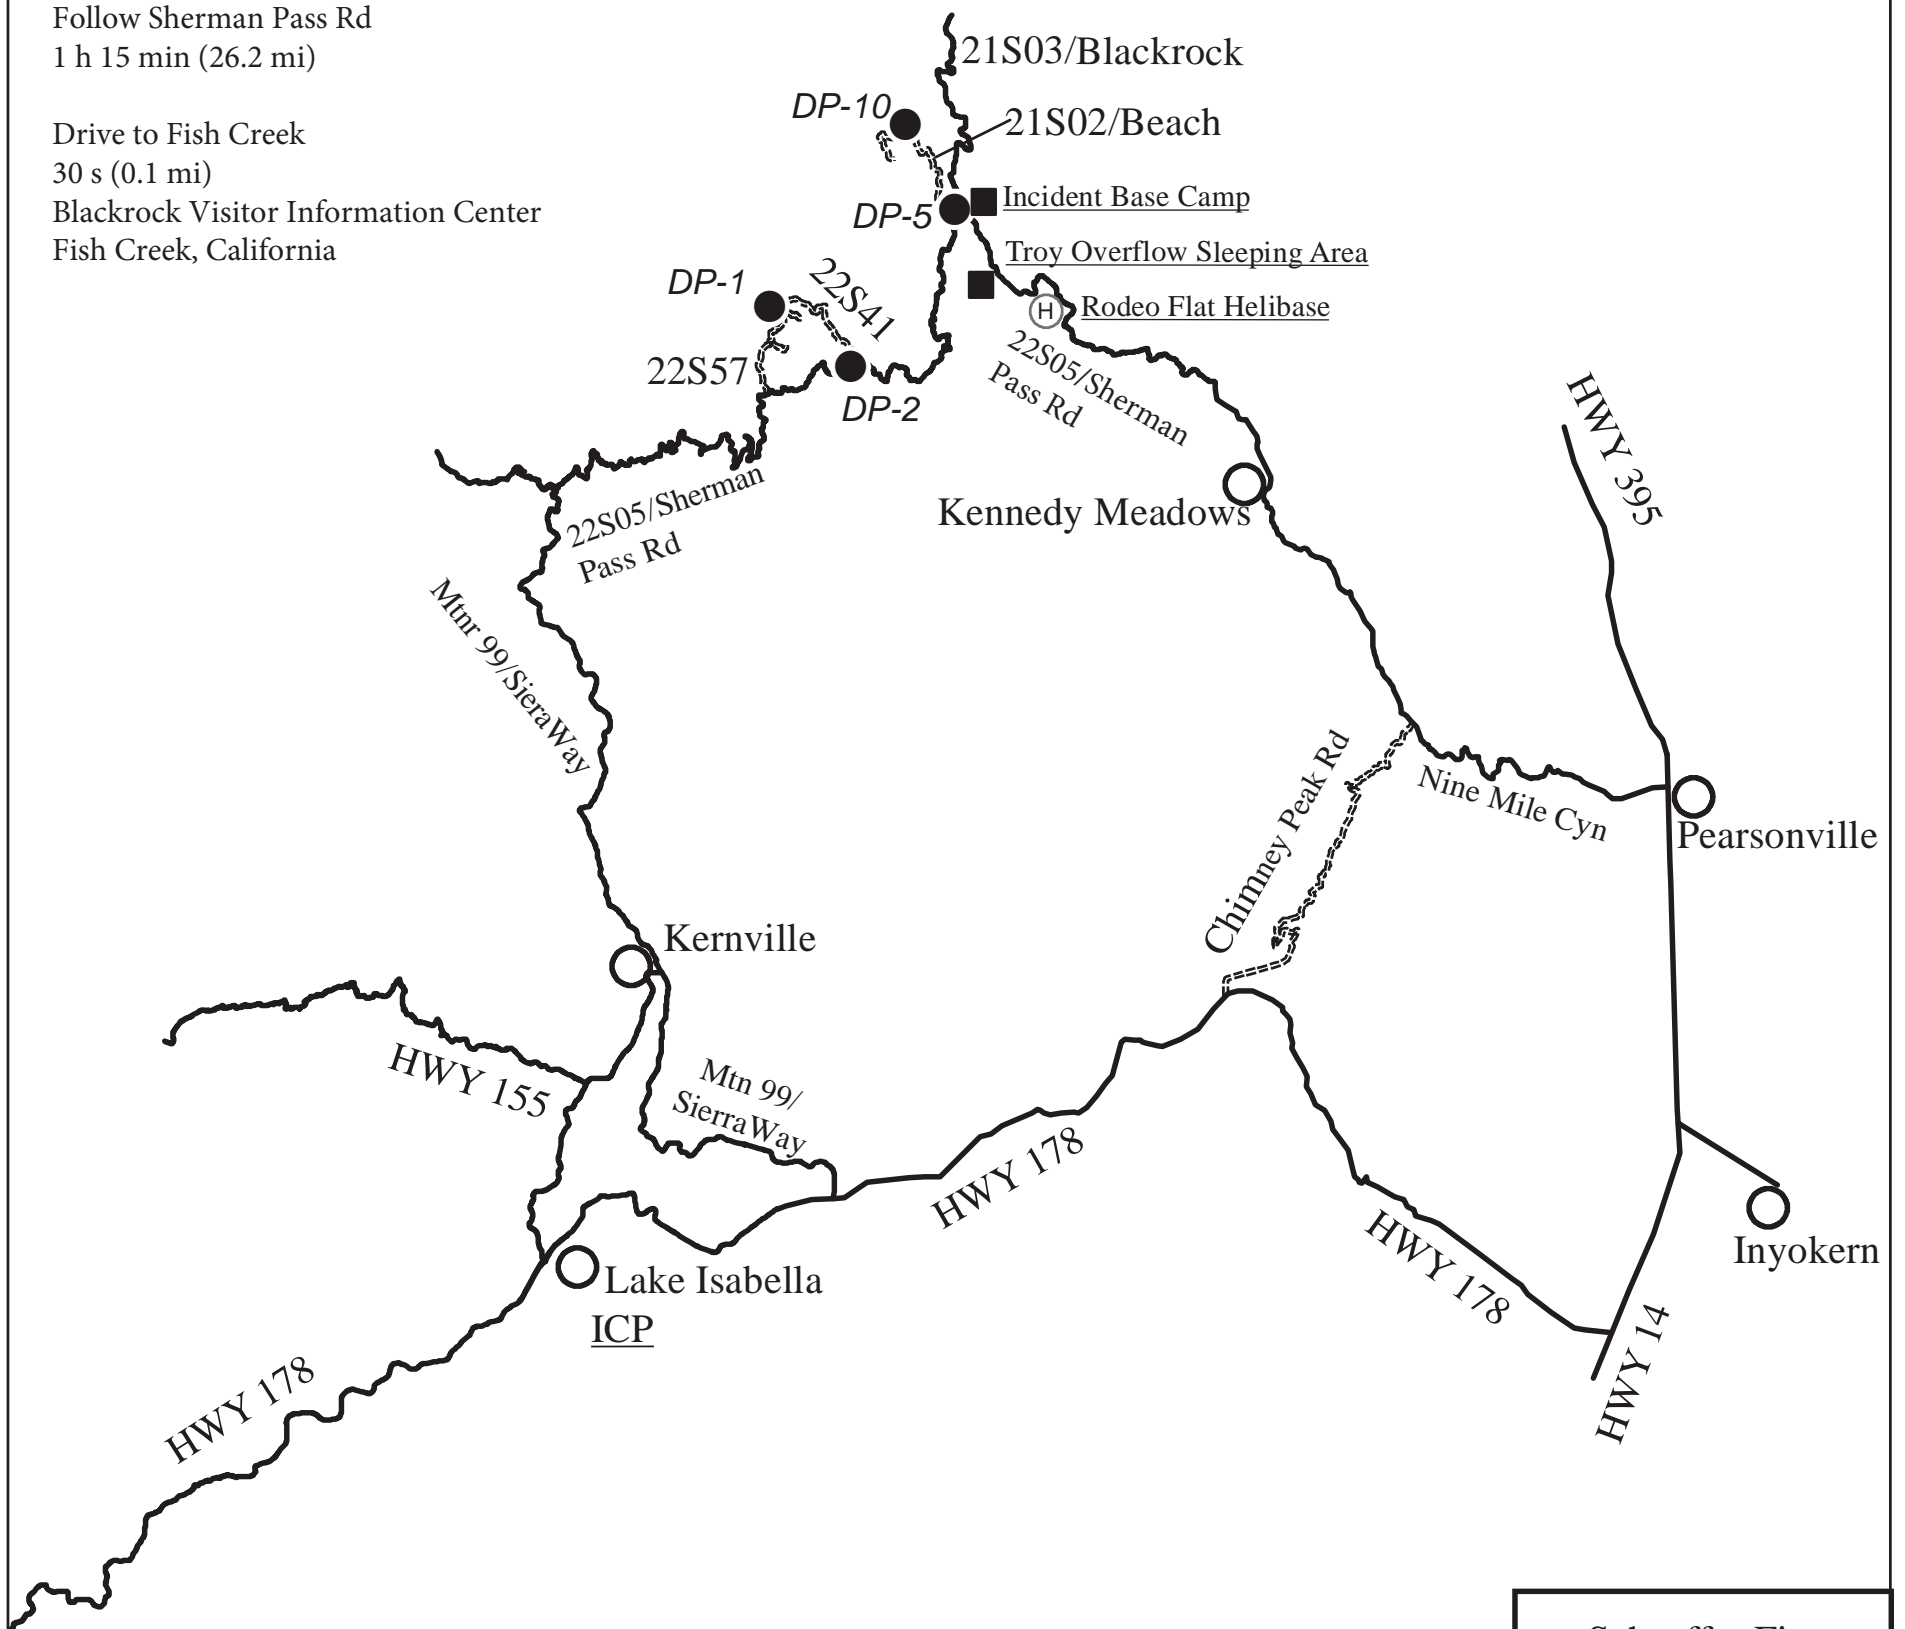 Follow Sherman Pass Rd
1 h 15 min (26.2 mi)
Drive to Fish Creek
30 s (0.1 mi)
Blackrock Visitor Information Center
Fish Creek, California
21S03/Blackrock
DP-10
21S02/Beach
Incident Base Camp
DP-5
Troy Overflow Sleeping Area
DP-1
22S41
H
Rodeo Flat Helibase
22S57
DP-2
22S05/Sherman
Pass Rd
HWY 395
Kennedy Meadows
22S05/Sherman
Pass Rd
Mtnr 99/SieraWay
Chimney Peak Rd
Nine Mile Cyn
Pearsonville
Kernville
HWY 155
Mtn 99/
SierraWay
HWY 178
HWY 178
Inyokern
Lake Isabella
ICP
HWY 14
HWY 178